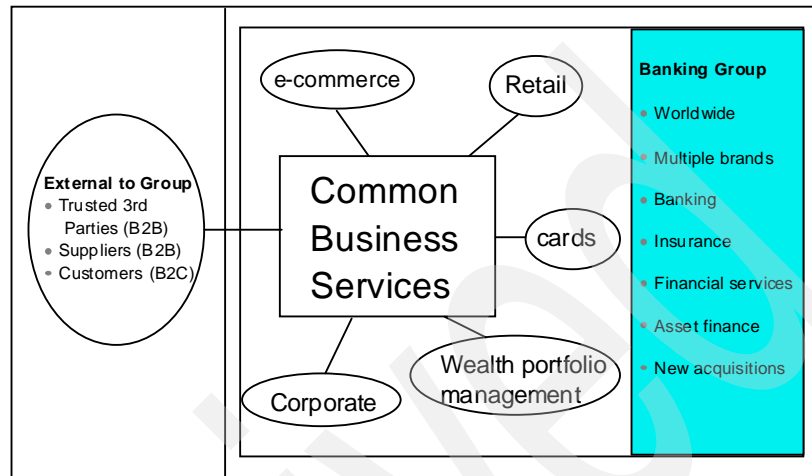 External to Group
Trusted 3rd
Parties (B2B)
Suppliers (B2B)
Customers (B2C)
e-commerce
Retail
Common
Business
Services
cards
Corporate
Wealth portfolio
management
Banking Group
Worldwide
Multiple brands
Banking
Insurance
Financial services
Asset finance
New acquisitions